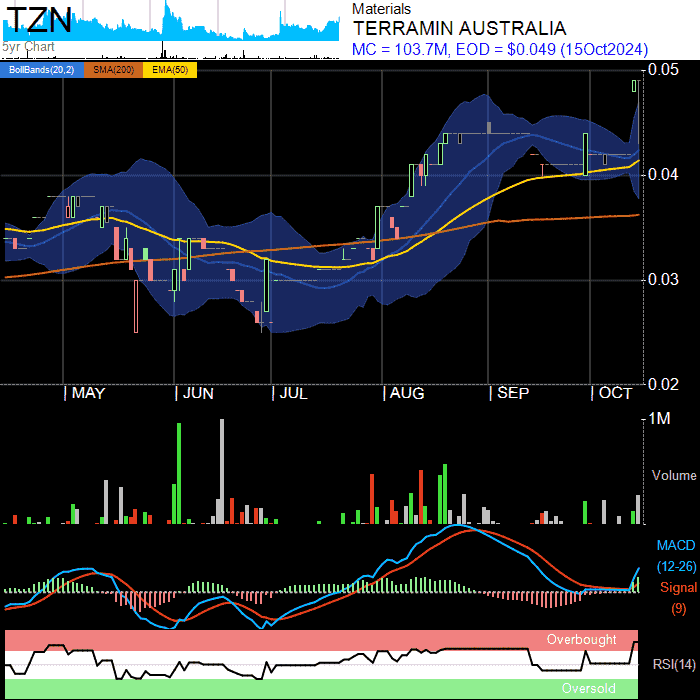 TZN
5yr Chart
Materials
TERRAMIN AUSTRALIA
MC = 103.7M, EOD = $0.049 (15Oct2024)
BollBands(20,2) SMA(200) EMA(50)
0.05
0.04
0.03
0.02
MAY JUN JUL AUG SEP OCT
1M
Volume
MACD
(12-26)
Signal
(9)
Overbought
RSI(14)
Oversold